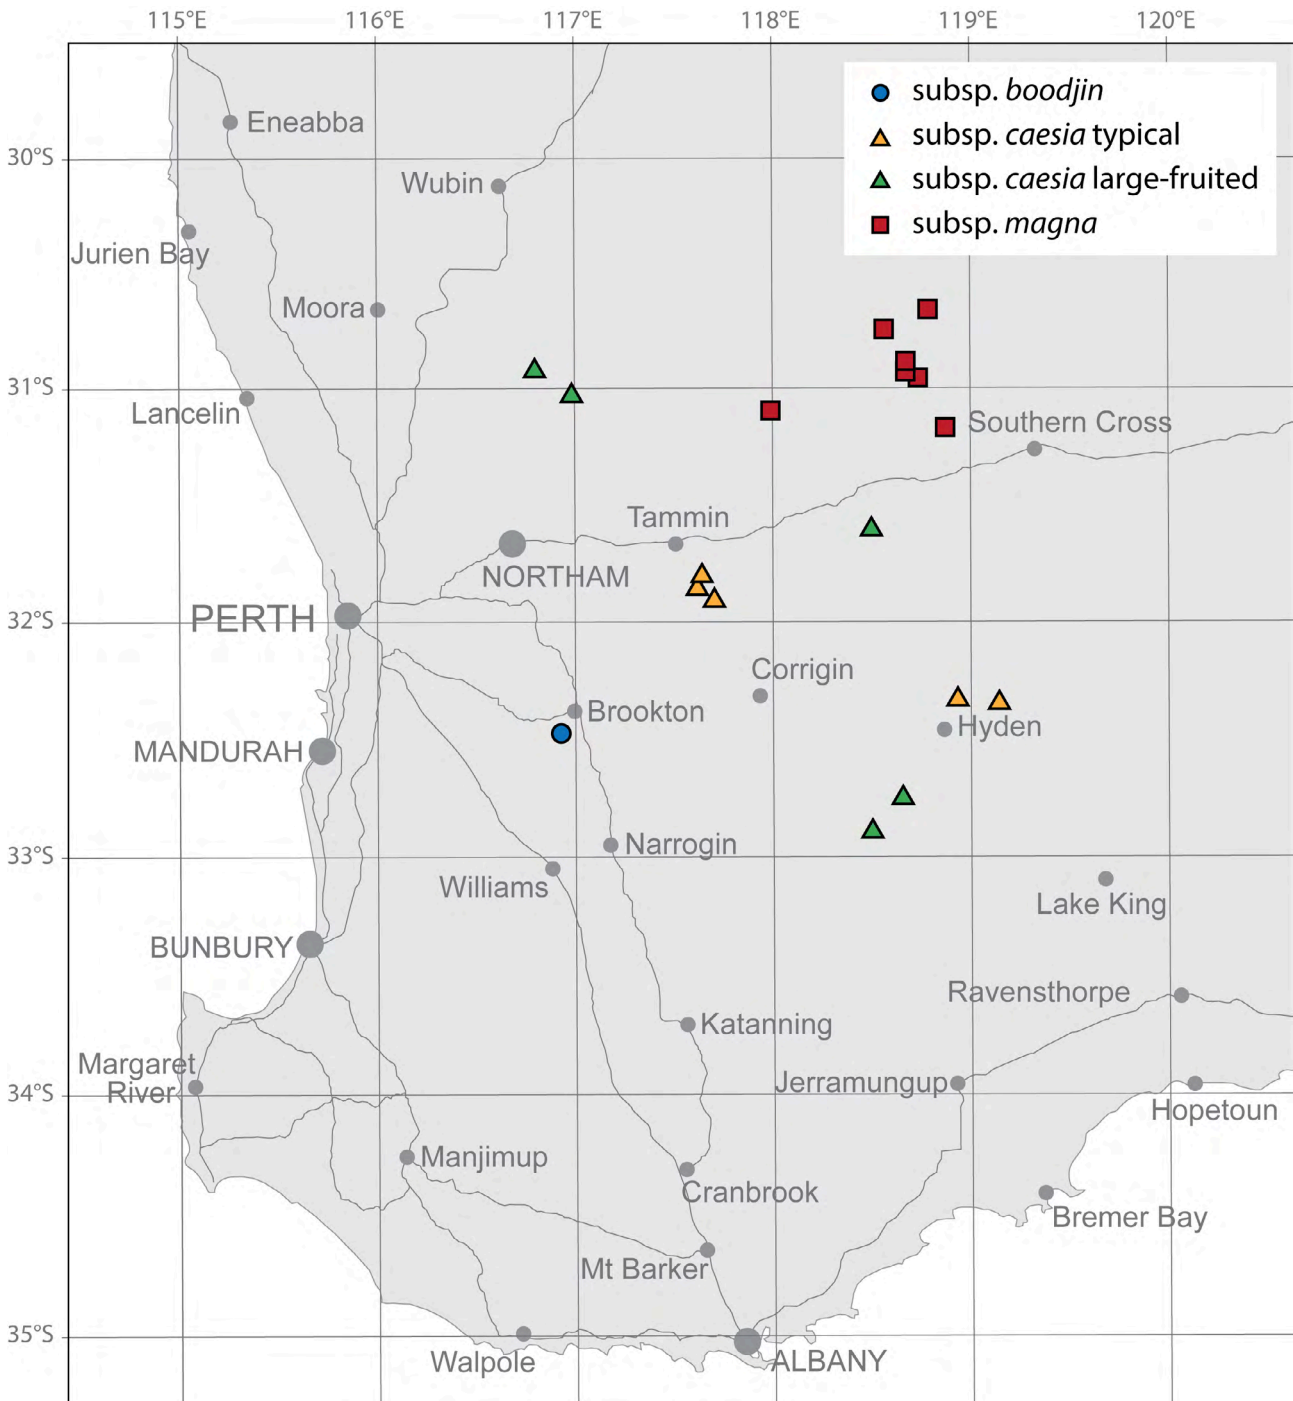 115°E 116°E 117°E 118°E 119°E 120°E
subsp. boodjin
subsp. caesia typical
subsp. caesia large-fruited
subsp. magna
Eneabba
30°S
Wubin
Jurien Bay
Moora
31°S
Lancelin
Southern Cross
Tammin
NORTHAM
PERTH
32°S
Corrigin
Brookton
Hyden
MANDURAH
Narrogin
33°S
Williams
Lake King
BUNBURY
Ravensthorpe
Katanning
Margaret
River
Jerramungup
34°S
Hopetoun
Manjimup
Cranbrook
Bremer Bay
Mt Barker
35°S
Walpole
ALBANY